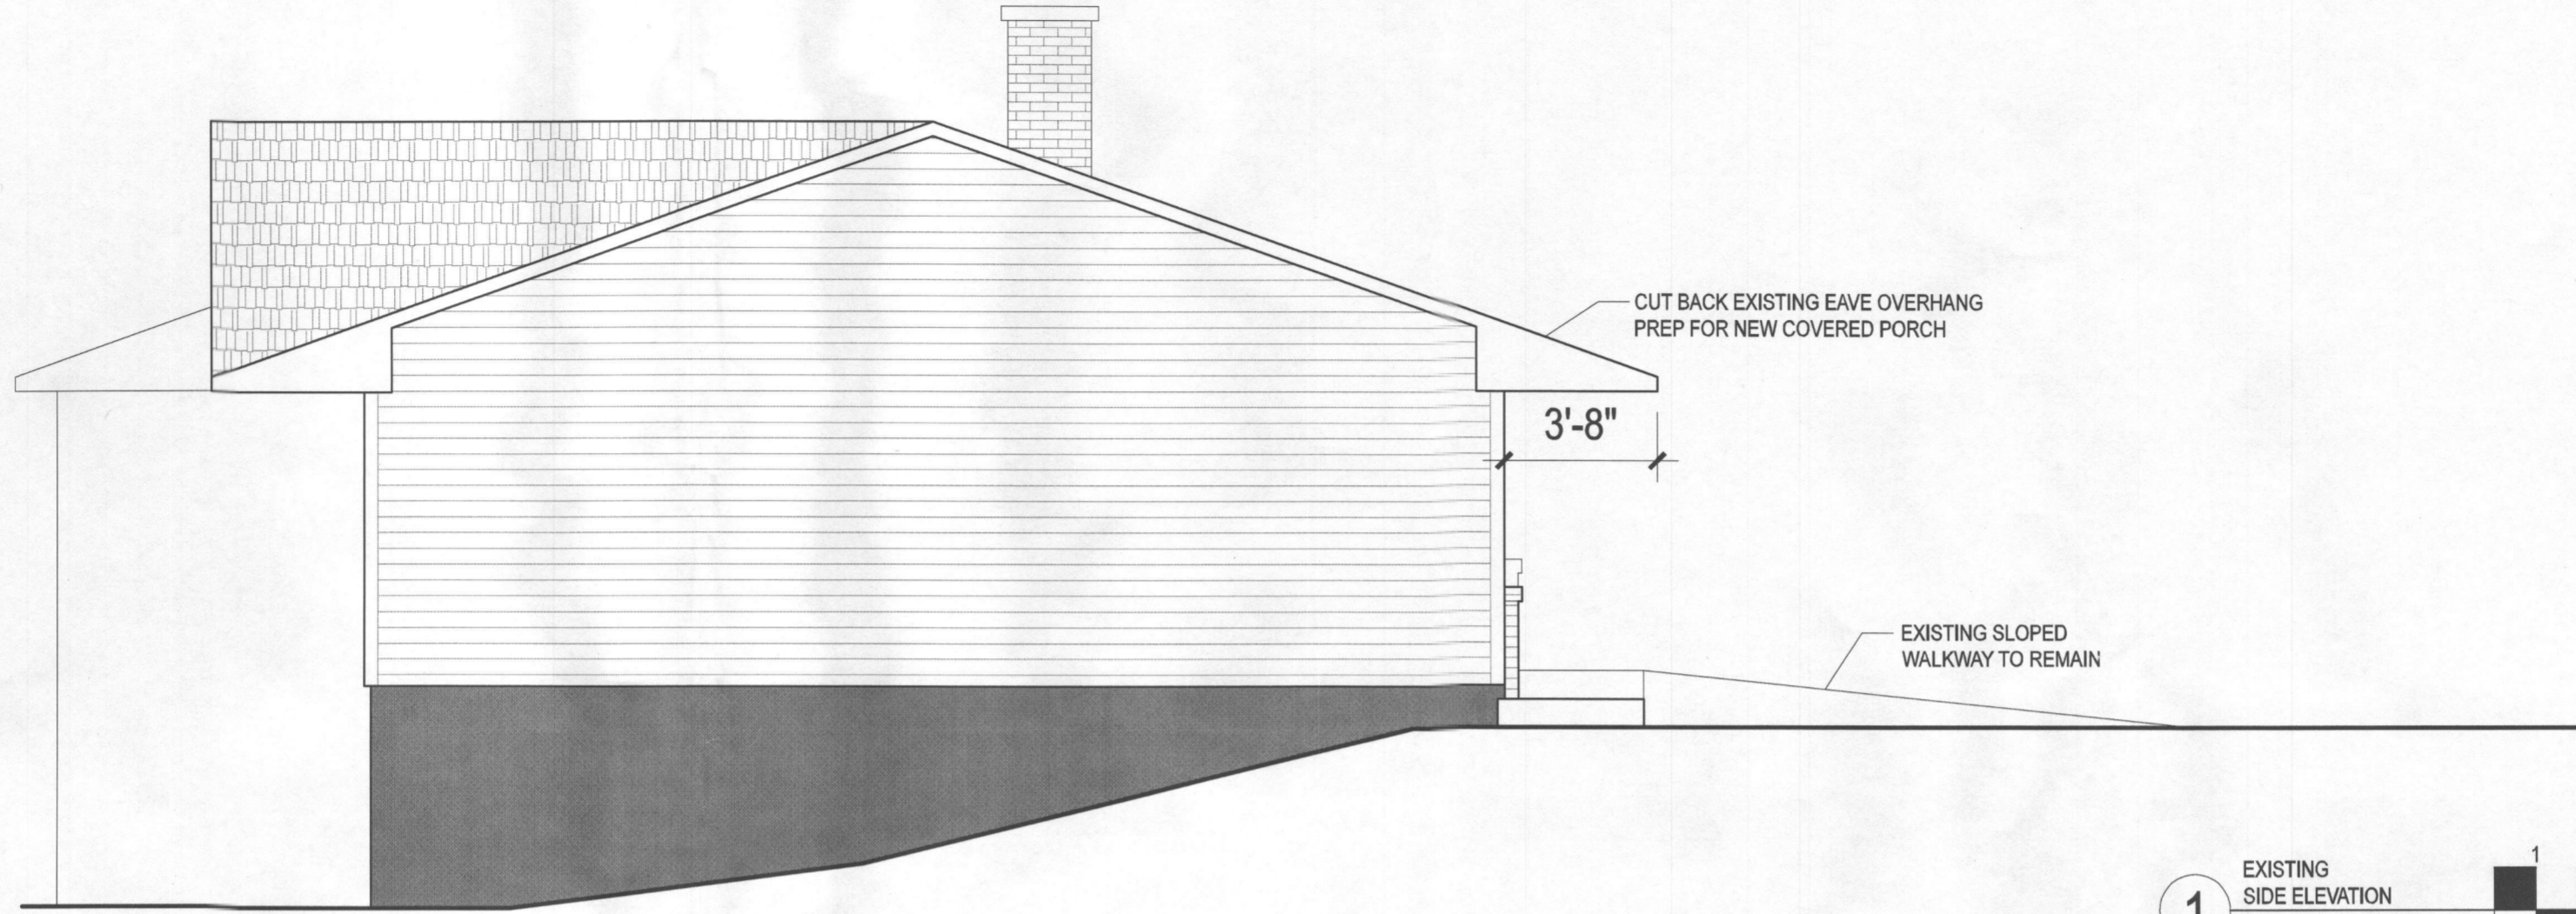 CUT BACK EXISTING EAVE OVERHANG
PREP FOR NEW COVERED PORCH
3'-8"
EXISTING SLOPED
WALKWAY TO REMAIN
1
EXISTING
SIDE ELEVATION
1